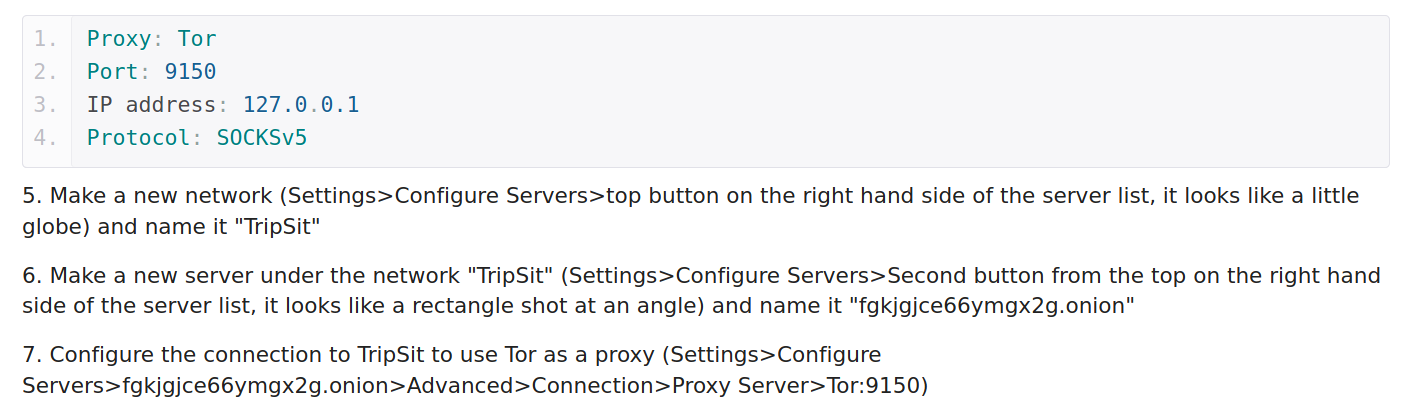 1. Proxy: Tor
2. Port: 9150
3. IP address: 127.0.0.1
4. Protocol: SOCKSv5
5. Make a new network (Settings>Configure Servers>top button on the right hand side of the server list, it looks like a little
globe) and name it "TripSit"
6. Make a new server under the network "TripSit" (Settings>Configure Servers>Second button from the top on the right hand
side of the server list, it looks like a rectangle shot at an angle) and name it "fgkjgjce66ymgx2g.onion"
7. Configure the connection to TripSit to use Tor as a proxy (Settings>Configure
Servers>fgkjgjce66ymgx2g.onion>Advanced>Connection>Proxy Server>Tor:9150)